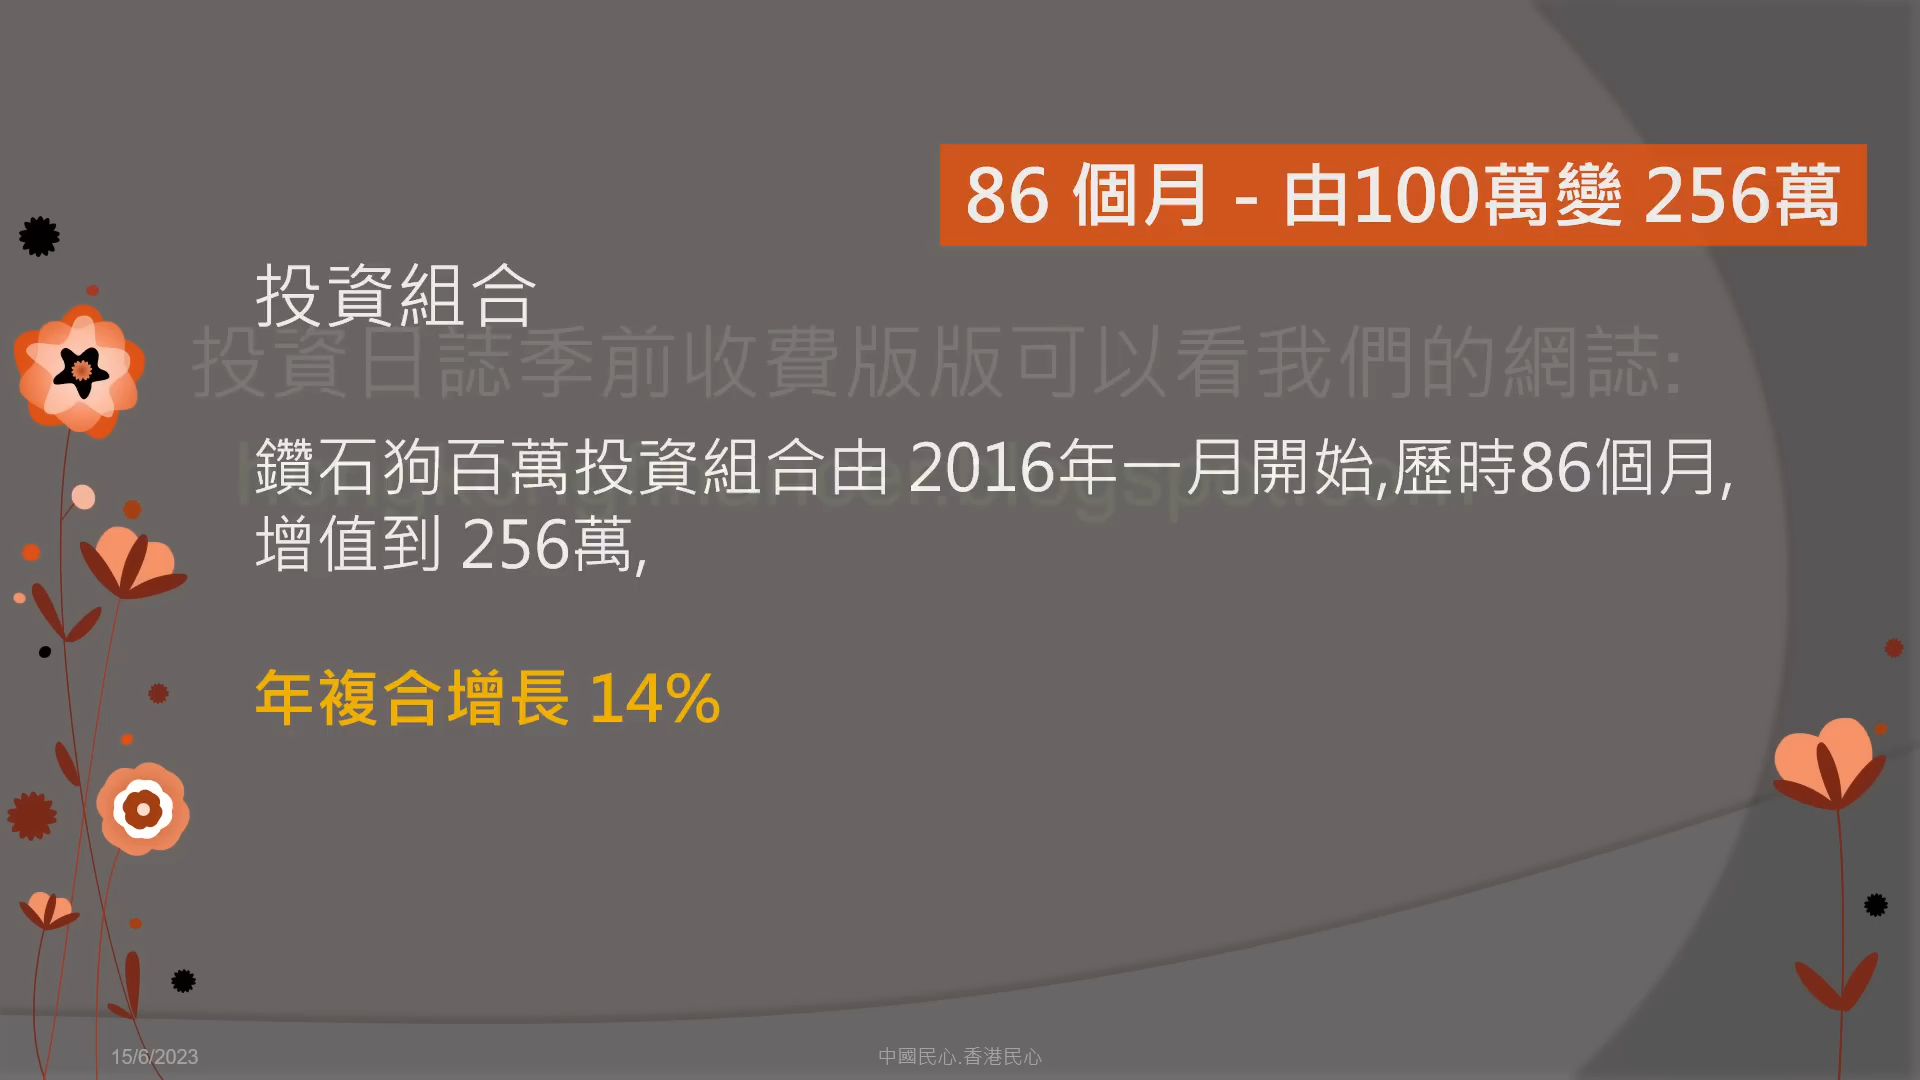 86 個月 - 由100萬變 256萬
投資組合
投資日誌季前收費版版可以看我們的網誌:
鑽石狗百萬投資組合由 2016年一月開始,歷時86個月,
增值到 256萬,
年複合增長 14%
15/6/2023
中國民心.香港民心